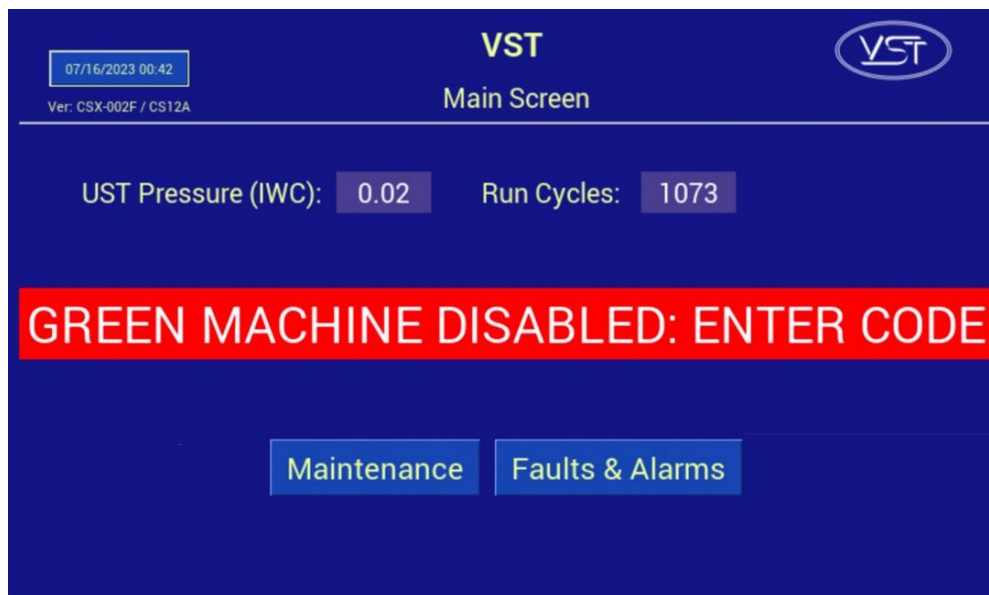 VST
VST
07/16/2023 00:42
Main Screen
Ver: CSX-002F / CS12A
UST Pressure (IWC): 0.02 Run Cycles: 1073
GREEN MACHINE DISABLED: ENTER CODE
Maintenance Faults & Alarms